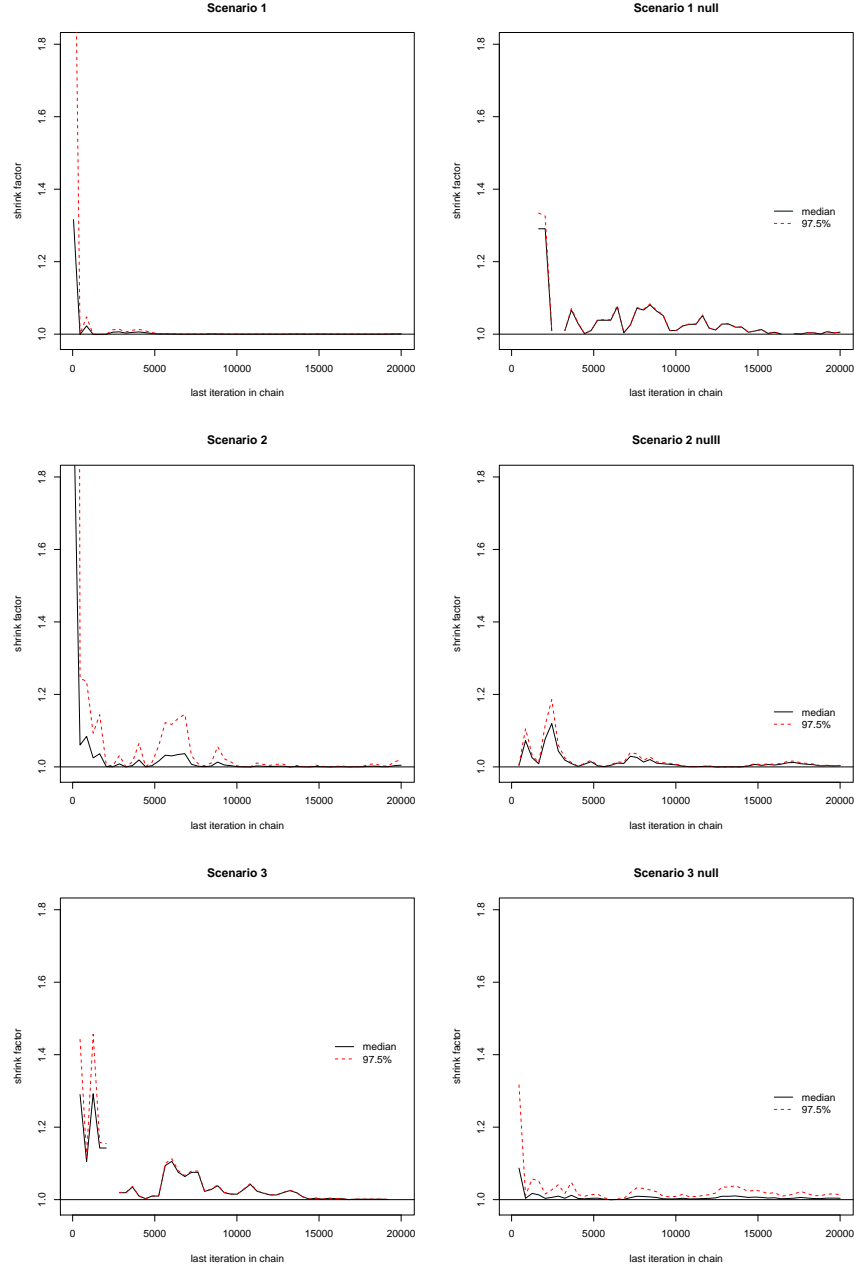 Scenario 1
1.0 1.2 1.4 1.6 1.8
shrink factor
0 5000 10000 15000 20000
last iteration in chain
Scenario 1 null
1.0 1.2 1.4 1.6 1.8
shrink factor
median
97.5%
0 5000 10000 15000 20000
last iteration in chain
Scenario 2
1.0 1.2 1.4 1.6 1.8
shrink factor
0 5000 10000 15000 20000
last iteration in chain
Scenario 2 nulll
1.0 1.2 1.4 1.6 1.8
shrink factor
median
97.5%
0 5000 10000 15000 20000
last iteration in chain
Scenario 3
1.0 1.2 1.4 1.6 1.8
shrink factor
median
97.5%
0 5000 10000 15000 20000
last iteration in chain
Scenario 3 null
1.0 1.2 1.4 1.6 1.8
shrink factor
median
97.5%
0 5000 10000 15000 20000
last iteration in chain